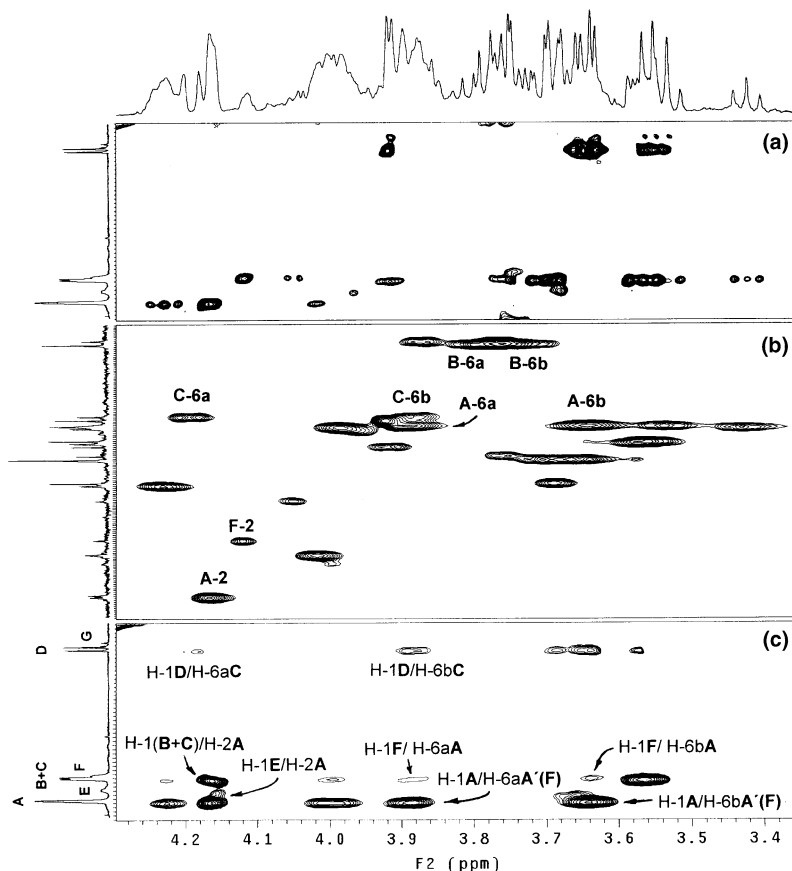 (a)
(b)
B-6a B-6b
C-6a C-6b A-6a A-6b
F-2
A-2
(c)
D G
H-1D/H-6aC H-1D/H-6bC
H-1(B+C)/H-2A
H-1E/H-2A
H-1F/ H-6aA
H-1F/ H-6bA
B+C F
H-1A/H-6aA´(F)
E
A
H-1A/H-6bA´(F)
4.2 4.1 4.0 3.9 3.8 3.7 3.6 3.5 3.4
F2 (ppm)